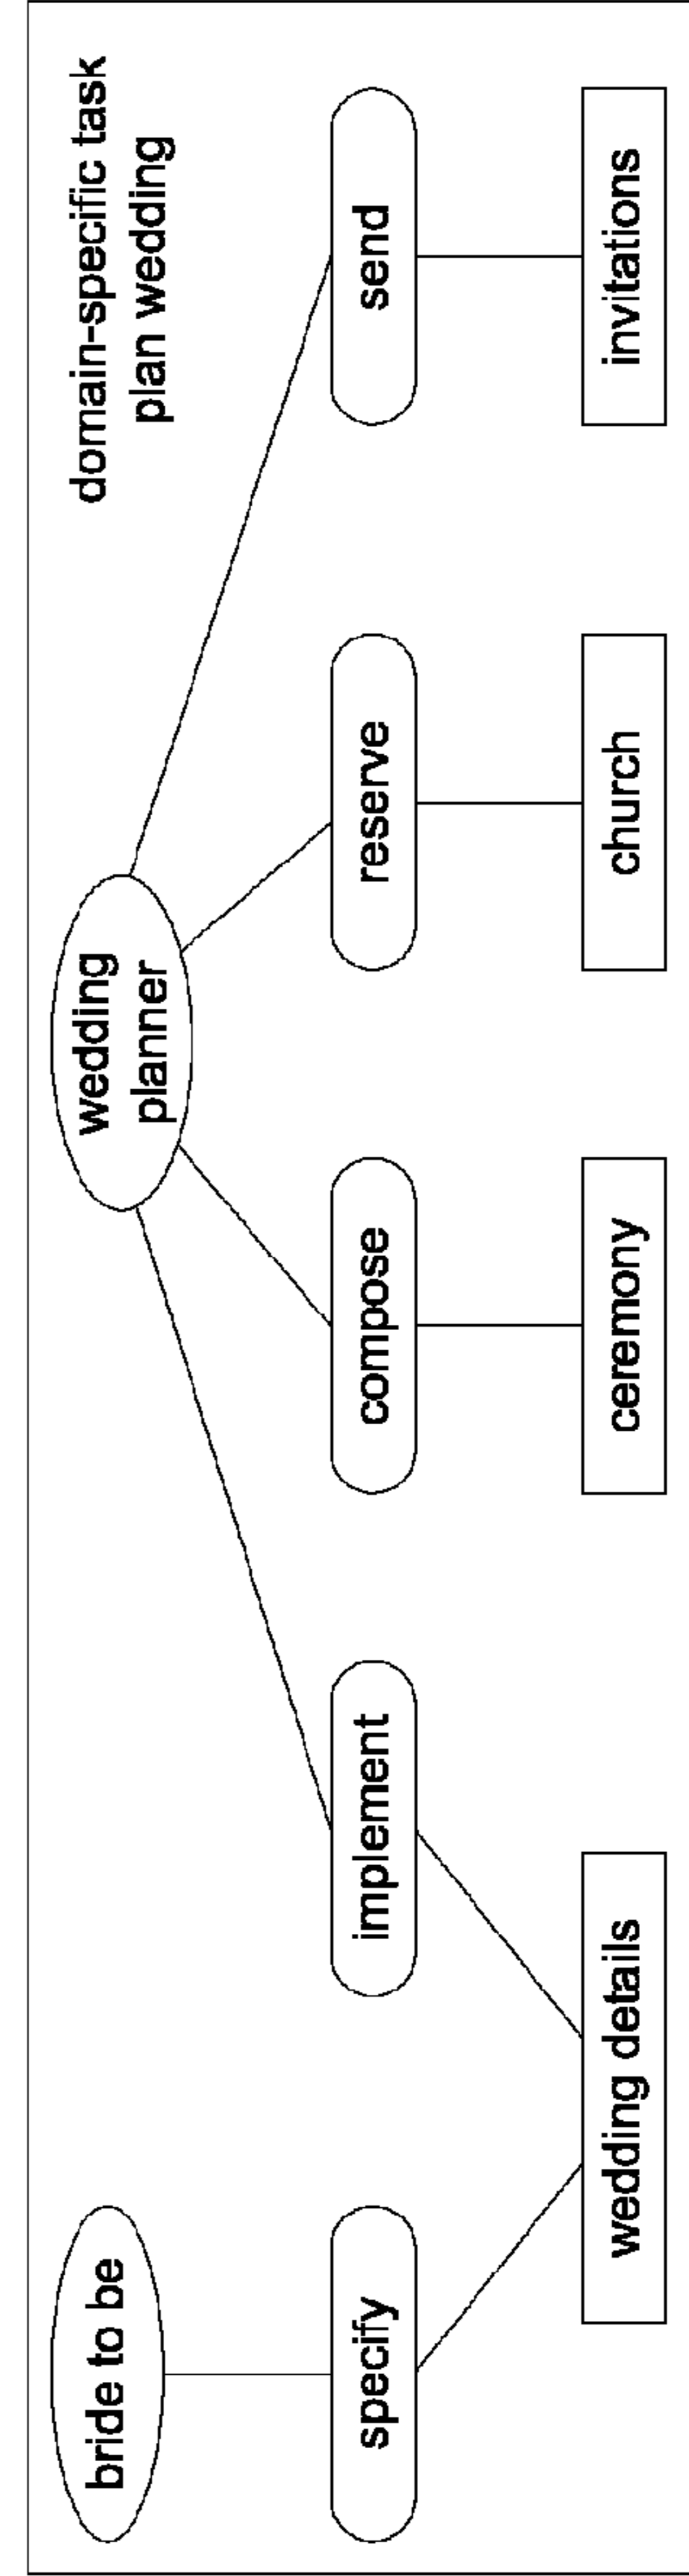 domain-specific task
plan wedding
bride to be
wedding
planner
specify
implement
compose
reserve
send
wedding details
ceremony
church
invitations